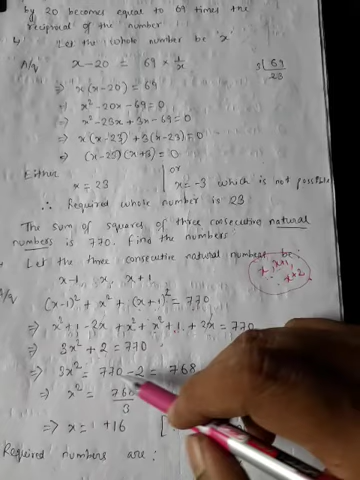 by 20 becomes equal to 69 times the
reciprocal of the number
Let the whole number be 'x'
A/q x - 20 = 69 × 1/x
3|69
23
⇒ x(x-20) = 69
⇒ x² - 20x - 69 = 0
⇒ x² - 23x + 3x - 69 = 0
⇒ x(x-23) + 3(x-23) = 0
⇒ (x-23)(x+3) = 0
Either | or
x = 23 | x = -3 which is not possible
∴ Required whole number is 23
The sum of squares of three consecutive natural
numbers is 770. Find the numbers.
Let the three consecutive natural numbers be:
x-1, x, x+1
x, x+1, x+2
A/q (x-1)² + x² + (x+1)² = 770
⇒ x² + 1 - 2x + x² + x² + 1 + 2x = 770
⇒ 3x² + 2 = 770
⇒ 3x² = 770 - 2 = 768
⇒ x² = 768/3
⇒ x = 16
Required numbers are: